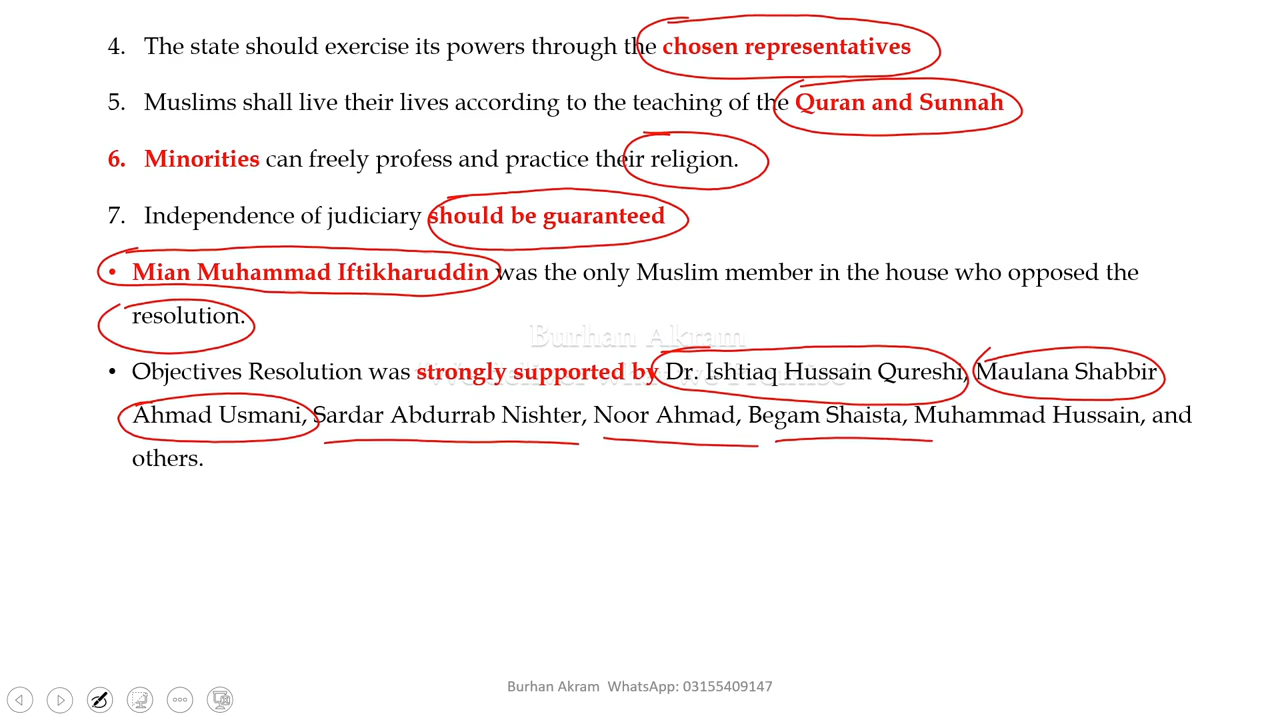 4. The state should exercise its powers through the chosen representatives
5. Muslims shall live their lives according to the teaching of the Quran and Sunnah
6. Minorities can freely profess and practice their religion.
7. Independence of judiciary should be guaranteed
• Mian Muhammad Iftikharuddin was the only Muslim member in the house who opposed the
resolution.
Burhan Akram
• Objectives Resolution was strongly supported by Dr. Ishtiaq Hussain Qureshi, Maulana Shabbir
Ahmad Usmani, Sardar Abdurrab Nishter, Noor Ahmad, Begam Shaista, Muhammad Hussain, and
others.
Burhan Akram WhatsApp: 03155409147